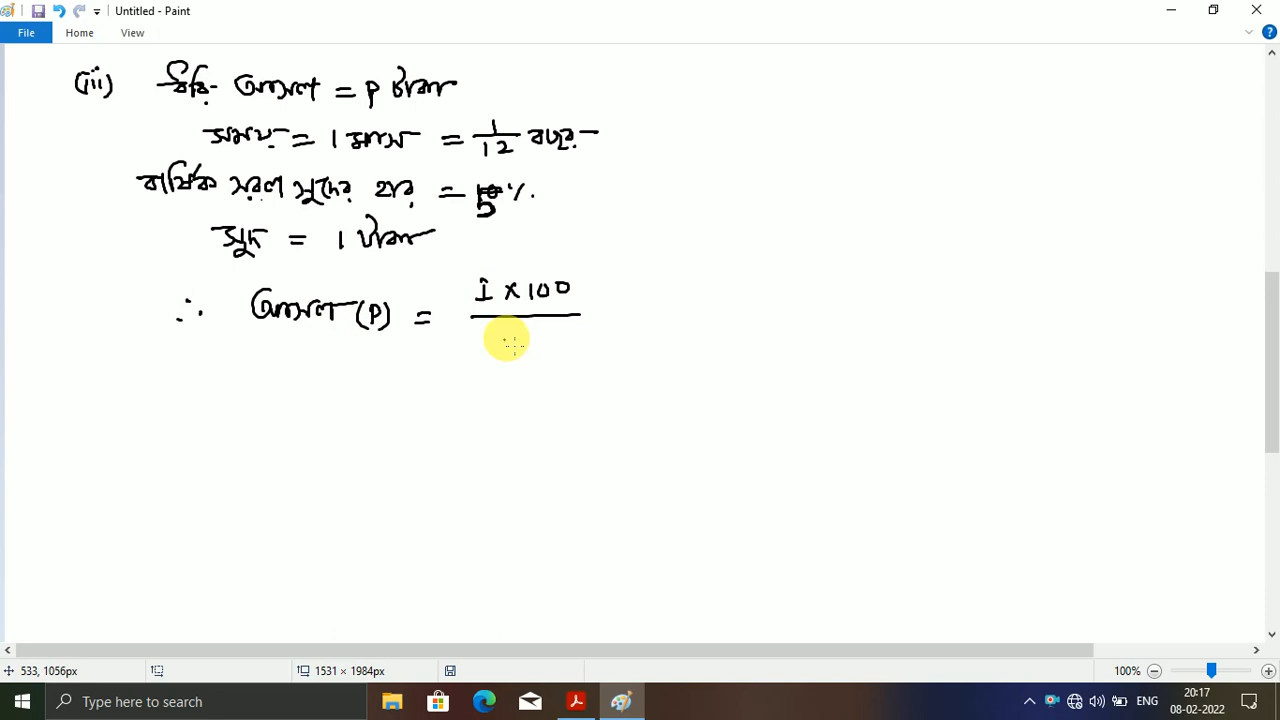 Untitled - Paint
File Home View
(iii) ধরি আসল = P টাকা
সময় = 1 মাস = 1/12 বছর
বার্ষিক সরল সুদের হার = 5%.
সুদ = 1 টাকা
∴ আসল (P) = I × 100
533, 1056px 1531 × 1984px 100%
Type here to search ENG 20:17 08-02-2022